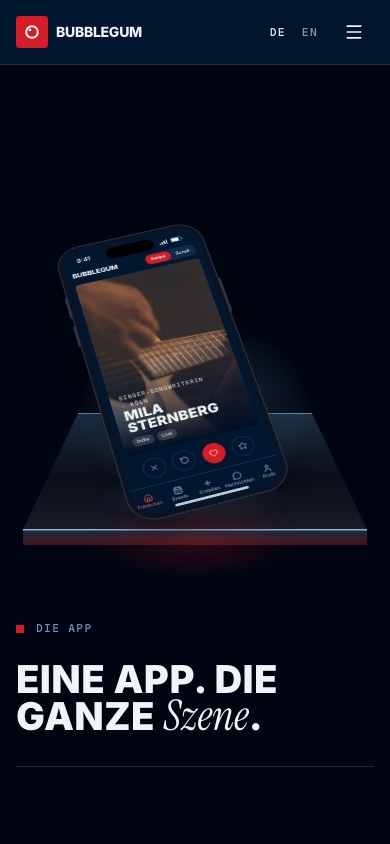 BUBBLEGUM
DE EN
9:41
BUBBLEGUM
Swipe Scroll
SINGER-SONGWRITERIN
· KÖLN
MILA
STERNBERG
Indie Live
Entdecken Events Erstellen Nachrichten Profil
DIE APP
EINE APP. DIE
GANZE Szene.